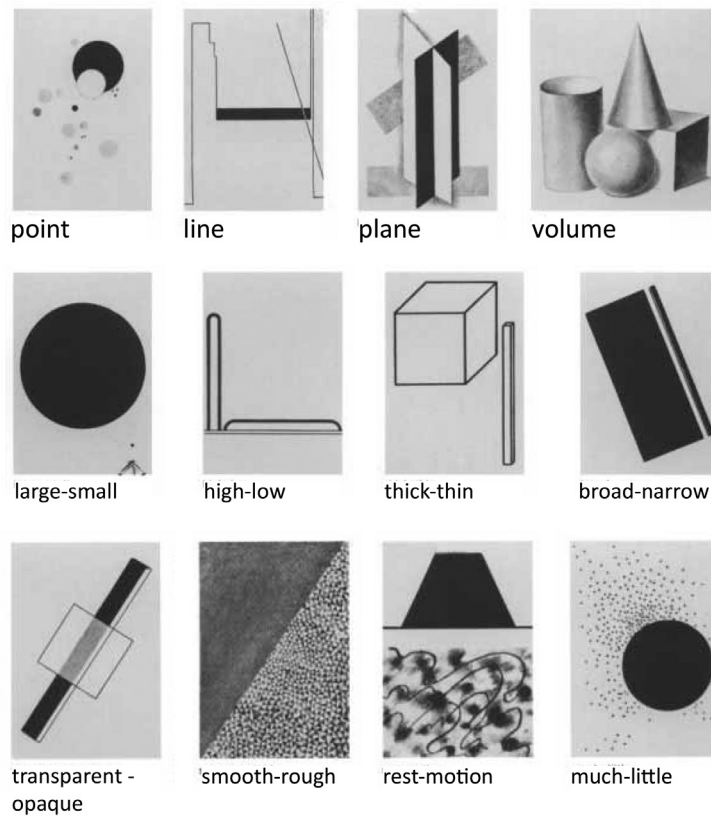 point
line
plane
volume
large-small
high-low
thick-thin
broad-narrow
transparent -
opaque
smooth-rough
rest-motion
much-little